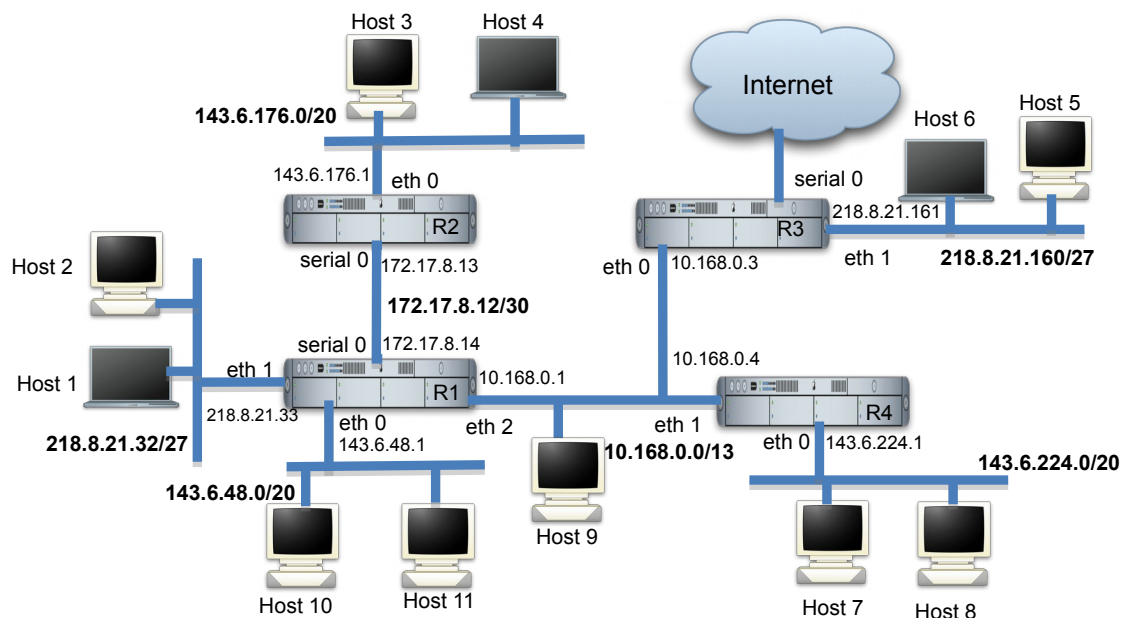 Host 3
Host 4
Internet
Host 5
Host 6
143.6.176.0/20
143.6.176.1
eth 0
serial 0
218.8.21.161
R2
R3
Host 2
serial 0
172.17.8.13
eth 0
10.168.0.3
eth 1
218.8.21.160/27
172.17.8.12/30
serial 0
172.17.8.14
10.168.0.4
eth 1
10.168.0.1
Host 1
R1
R4
218.8.21.33
eth 0
eth 2
eth 1
218.8.21.32/27
143.6.48.1
10.168.0.0/13
eth 0
143.6.224.1
143.6.48.0/20
143.6.224.0/20
Host 9
Host 10
Host 11
Host 7
Host 8